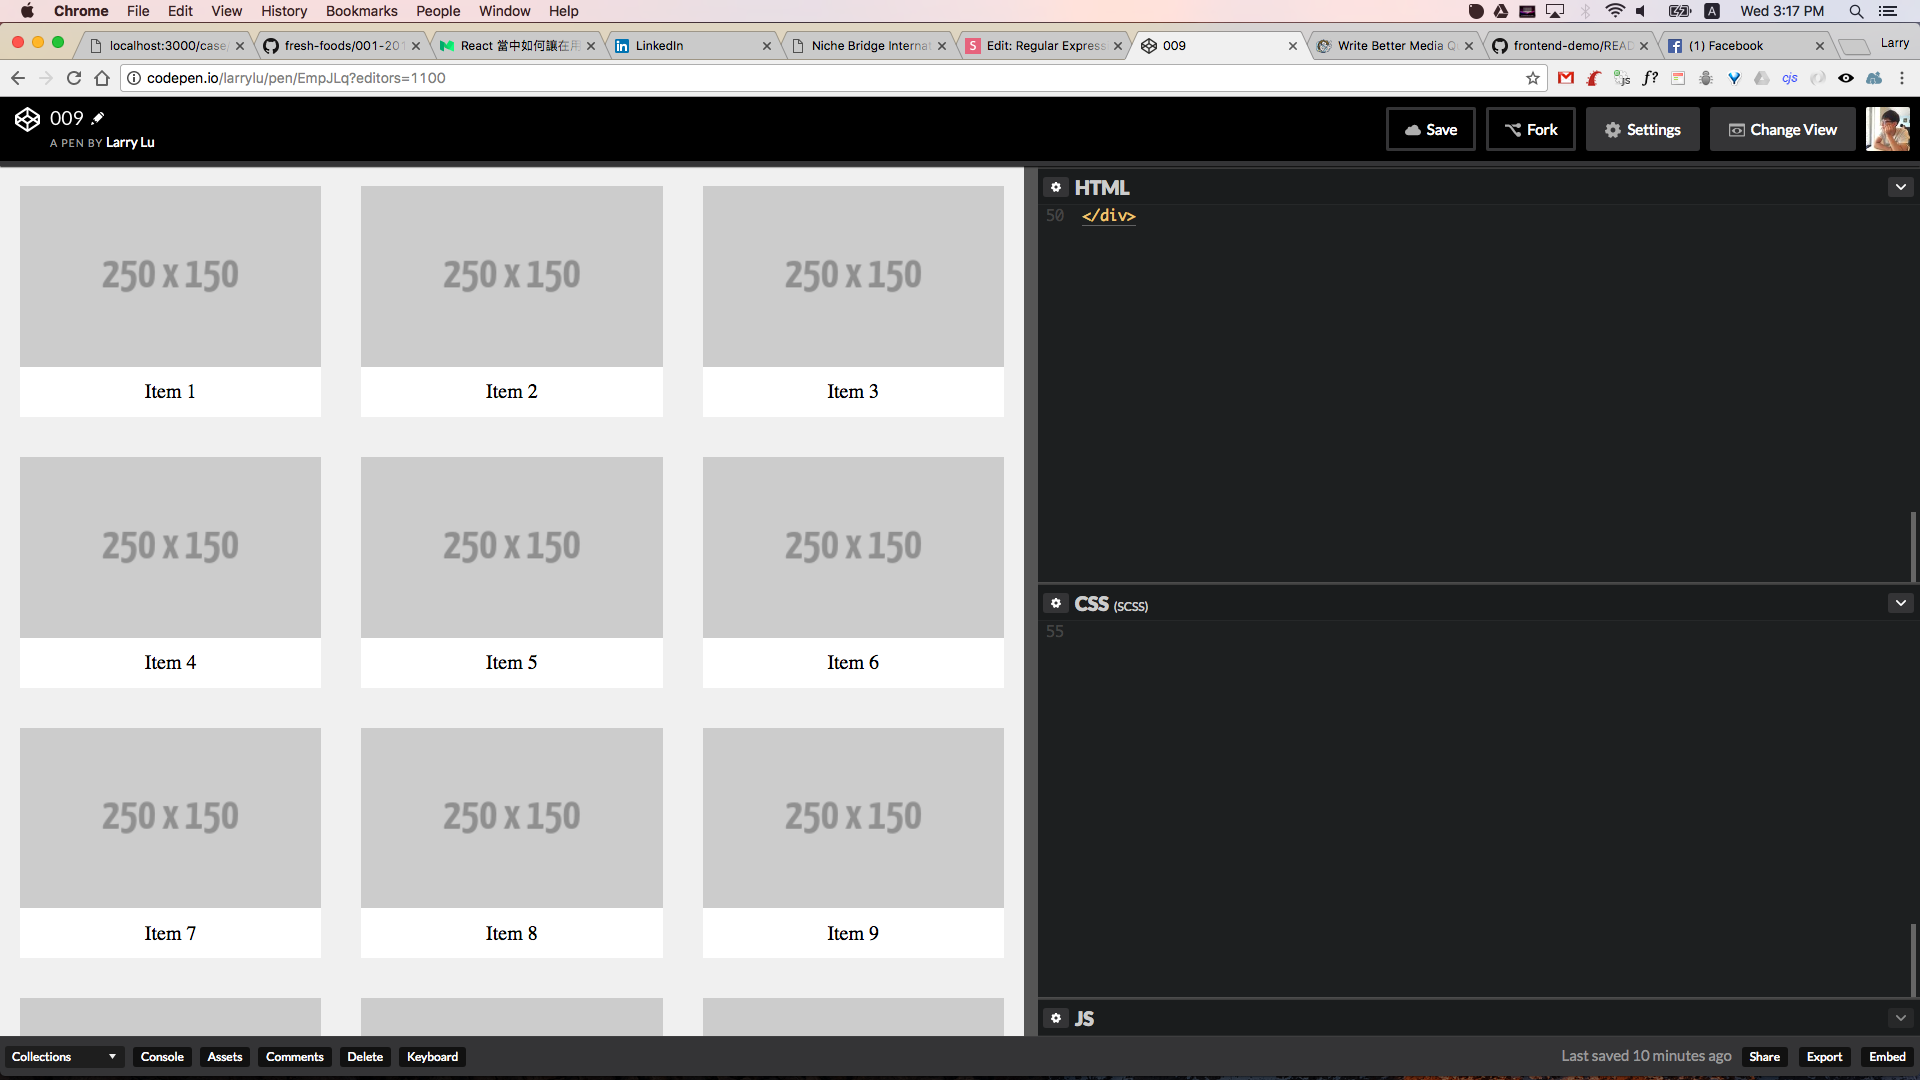 Chrome File Edit View History Bookmarks People Window Help
A Wed 3:17 PM
localhost:3000/case/
fresh-foods/001-201
React 當中如何讓在用
LinkedIn
Niche Bridge Internat
S Edit: Regular Express
009
Write Better Media Q
frontend-demo/READ
(1) Facebook
Larry
codepen.io/larrylu/pen/EmpJLq?editors=1100
js f? cjs
009
A PEN BY Larry Lu
Save
Fork
Settings
Change View
250 x 150
250 x 150
250 x 150
Item 1
Item 2
Item 3
250 x 150
250 x 150
250 x 150
Item 4
Item 5
Item 6
250 x 150
250 x 150
250 x 150
Item 7
Item 8
Item 9
HTML
50 </div>
CSS (SCSS)
55
JS
Collections
Console
Assets
Comments
Delete
Keyboard
Last saved 10 minutes ago
Share
Export
Embed